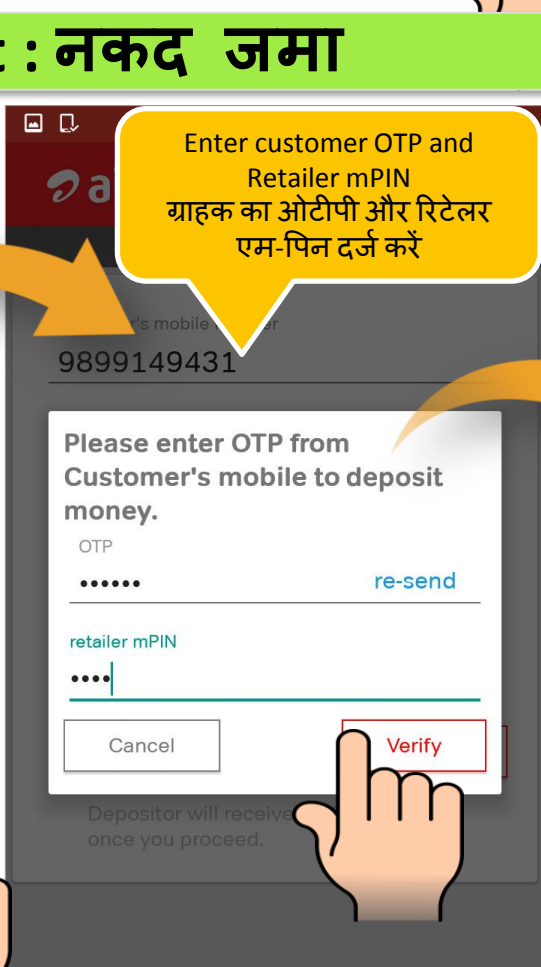 : नकद जमा
Enter customer OTP and
Retailer mPIN
ग्राहक का ओटीपी और रिटेलर
एम-पिन दर्ज करें
a
's mobile
9899149431
Please enter OTP from
Customer's mobile to deposit
money.
OTP
••••••
re-send
retailer mPIN
••••
Cancel
Verify
Depositor will receive
once you proceed.